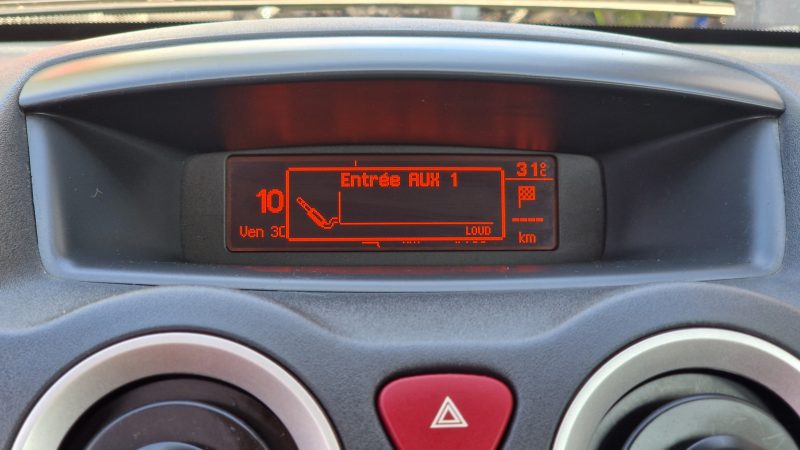 Entrée AUX 1
31°C
10
----
Ven 30
LOUD
km